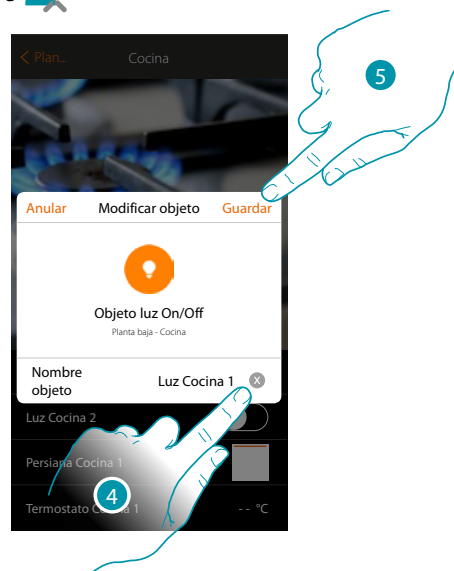 < Plan... Cocina
5
Anular Modificar objeto Guardar
Objeto luz On/Off
Planta baja - Cocina
Nombre objeto
Luz Cocina 1 X
Luz Cocina 2
Persiana Cocina 1
4
Termostato Co 1 -- °C